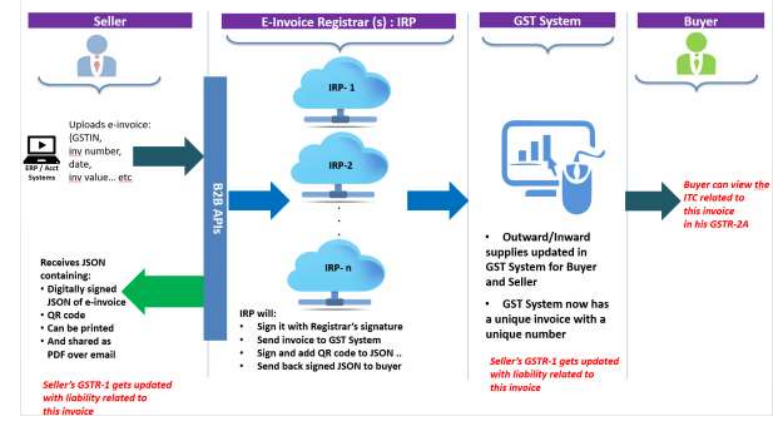 Seller
E-Invoice Registrar (s) : IRP
GST System
Buyer
Uploads e-invoice:
(GSTIN,
inv number,
date,
inv value... etc
ERP / Acct
Systems
B2B APIs
IRP- 1
IRP-2
IRP- n
Receives JSON
containing:
• Digitally signed
JSON of e-invoice
• QR code
• Can be printed
• And shared as
PDF over email
Seller's GSTR-1 gets updated
with liability related to
this invoice
IRP will:
• Sign it with Registrar's signature
• Send invoice to GST System
• Sign and add QR code to JSON ..
• Send back signed JSON to buyer
• Outward/Inward
supplies updated in
GST System for Buyer
and Seller
• GST System now has
a unique invoice with a
unique number
Seller's GSTR-1 gets updated
with liability related to
this invoice
Buyer can view the
ITC related to
this invoice
in his GSTR-2A